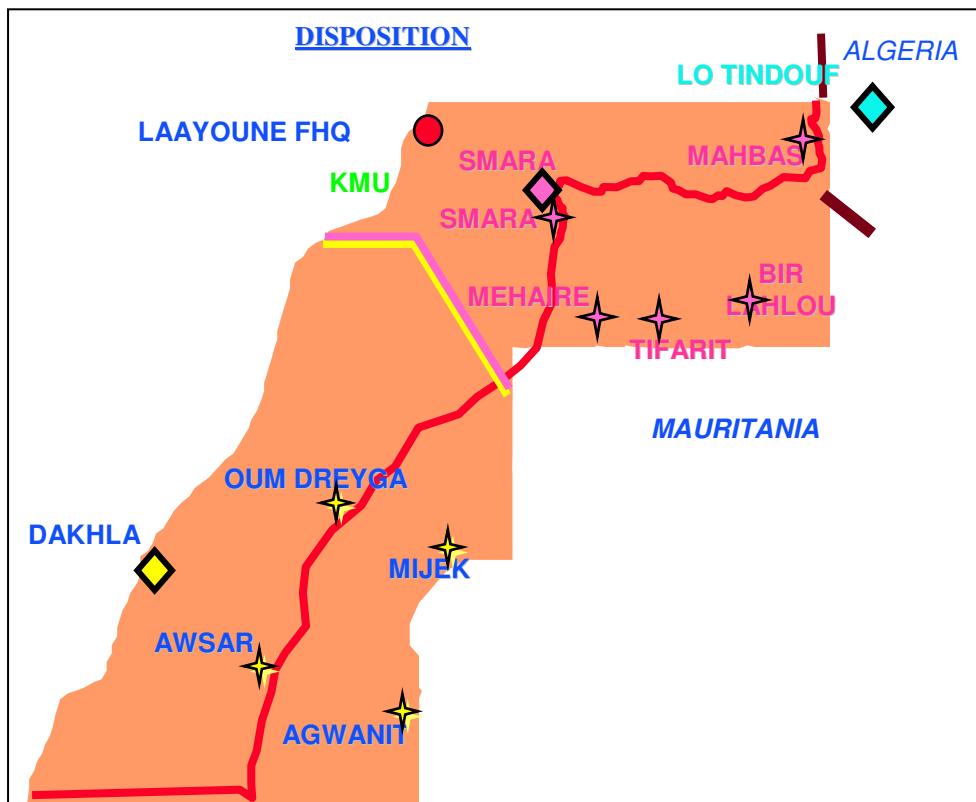 DISPOSITION
ALGERIA
LO TINDOUF
LAAYOUNE FHQ
MAHBAS
SMARA
KMU
SMARA
BIR
LAHLOU
MEHAIRE
TIFARIT
MAURITANIA
OUM DREYGA
DAKHLA
MIJEK
AWSAR
AGWANIT